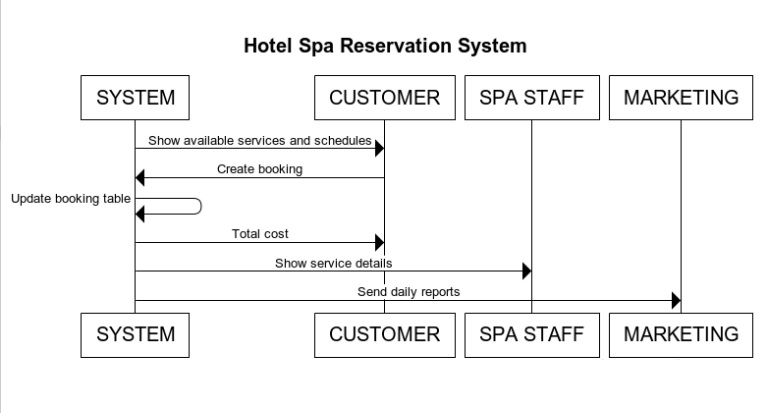 Hotel Spa Reservation System
SYSTEM
CUSTOMER
SPA STAFF
MARKETING
Show available services and schedules
Create booking
Update booking table
Total cost
Show service details
Send daily reports
SYSTEM
CUSTOMER
SPA STAFF
MARKETING